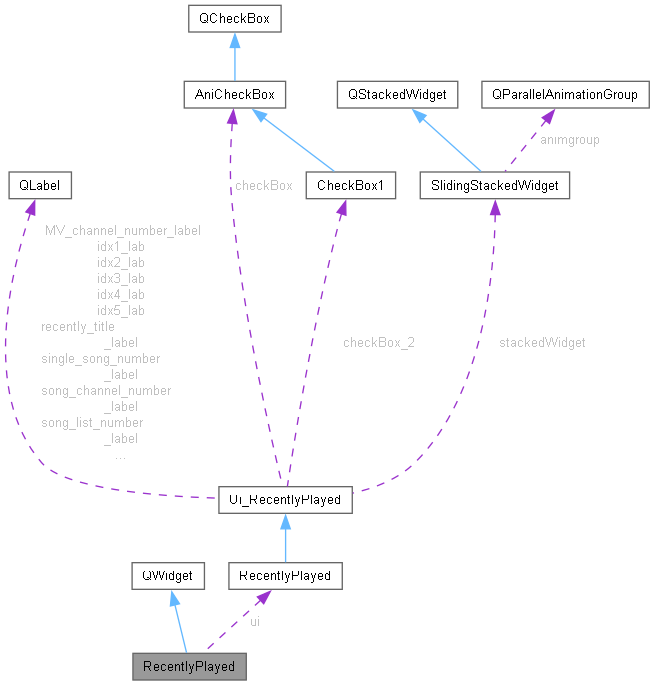 QCheckBox
AniCheckBox
QStackedWidget
QParallelAnimationGroup
animgroup
QLabel
checkBox
CheckBox1
SlidingStackedWidget
MV_channel_number_label
idx1_lab
idx2_lab
idx3_lab
idx4_lab
idx5_lab
recently_title
_label
single_song_number
_label
song_channel_number
_label
song_list_number
_label
...
checkBox_2
stackedWidget
Ui_RecentlyPlayed
QWidget
RecentlyPlayed
ui
RecentlyPlayed